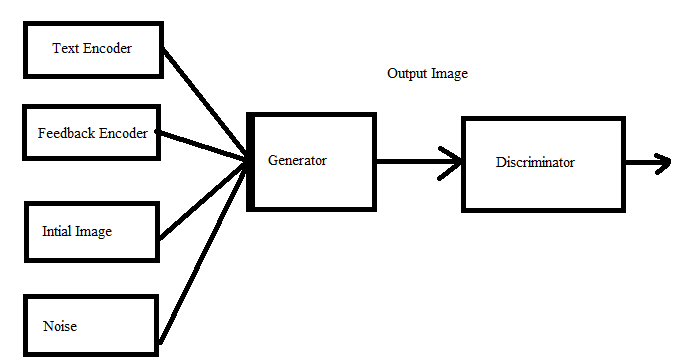 Text Encoder
Output Image
Feedback Encoder
Generator
Discriminator
Intial Image
Noise